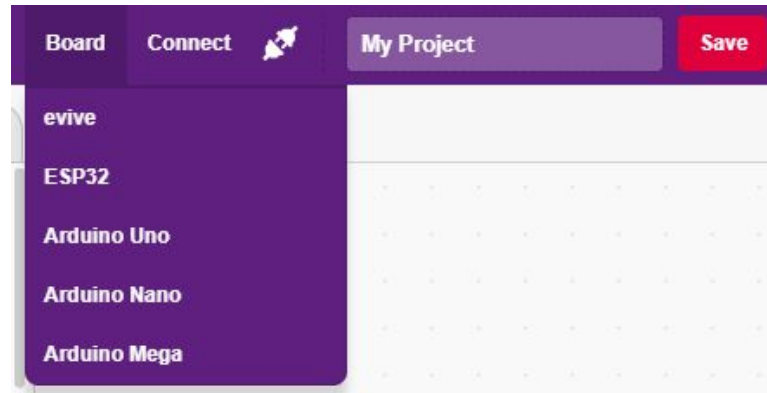 Board Connect My Project Save
evive
ESP32
Arduino Uno
Arduino Nano
Arduino Mega